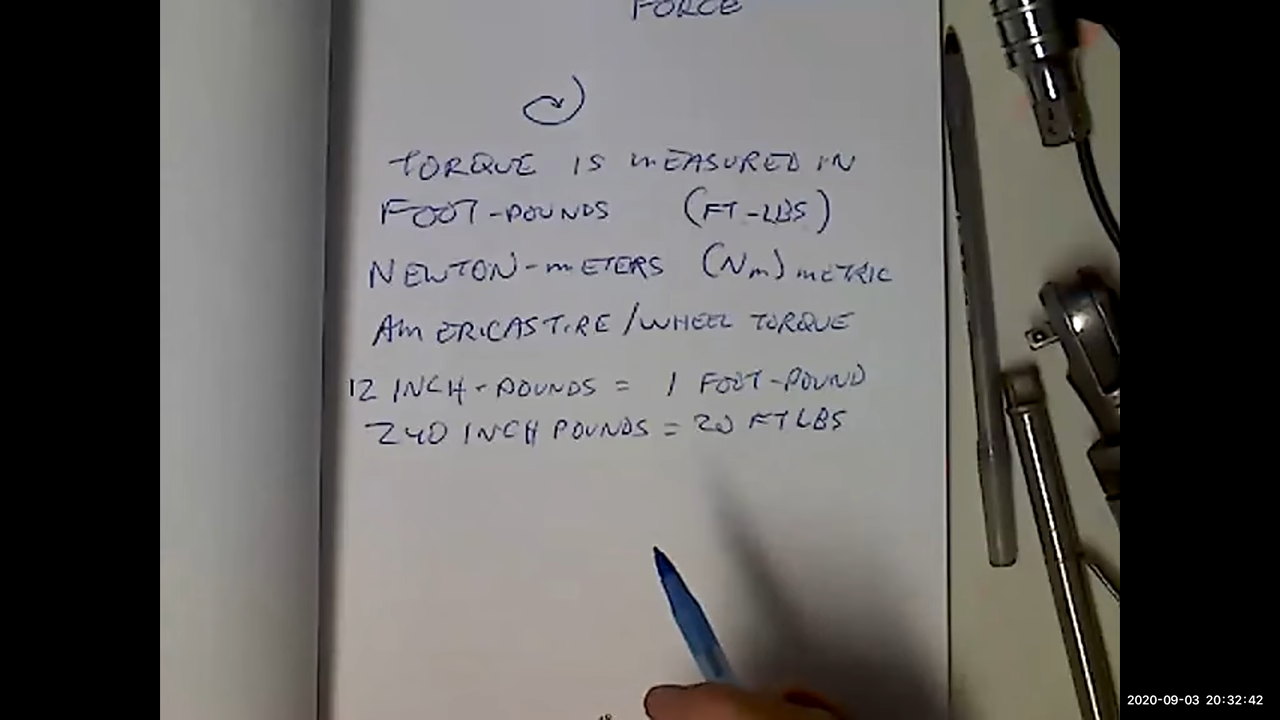 FORCE
TORQUE IS MEASURED IN
FOOT-POUNDS (FT-LBS)
NEWTON-METERS (Nm) METRIC
AMERICASTIRE/WHEEL TORQUE
12 INCH-POUNDS = 1 FOOT-POUND
240 INCH POUNDS = 20 FT LBS
18
2020-09-03 20:32:42